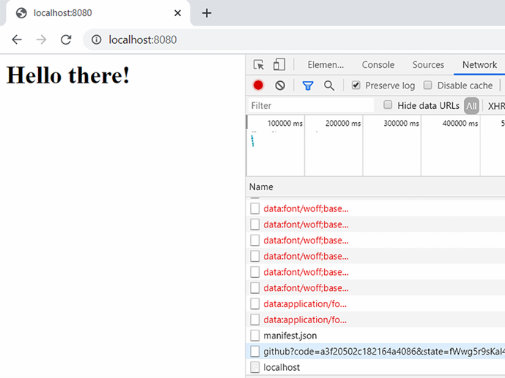 localhost:8080
localhost:8080
Hello there!
Elemen...
Console
Sources
Network
Preserve log
Disable cache
Filter
Hide data URLs
All
XHR
100000 ms
200000 ms
300000 ms
400000 ms
5
Name
data:font/woff;base...
data:font/woff;base...
data:font/woff;base...
data:font/woff;base...
data:font/woff;base...
data:font/woff;base...
data:application/fo...
data:application/fo...
manifest.json
github?code=a3f20502c182164a4086&state=fWwg5r9sKal4
localhost